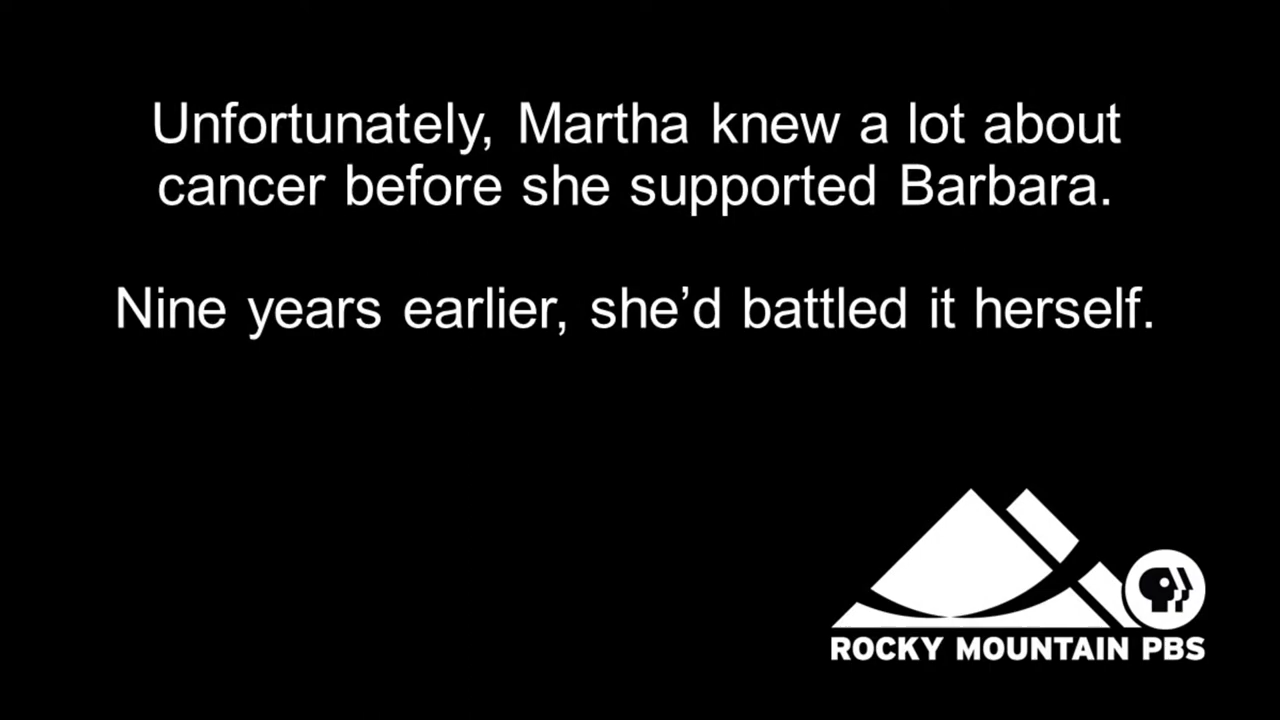 Unfortunately, Martha knew a lot about
cancer before she supported Barbara.
Nine years earlier, she’d battled it herself.
ROCKY MOUNTAIN PBS